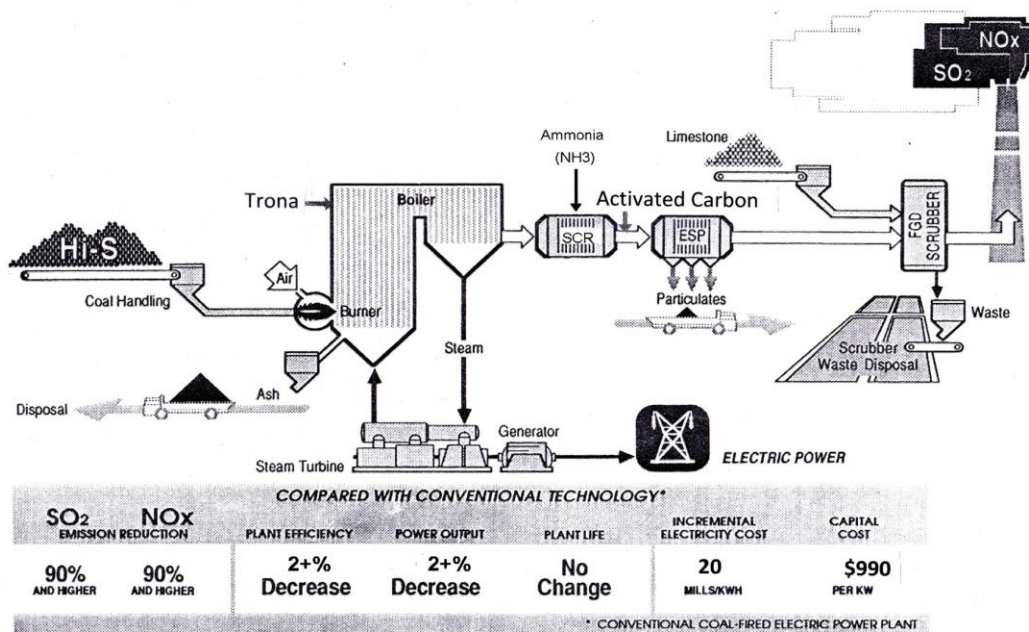 NOx
SO2
Ammonia
(NH3)
Limestone
Trona
Boiler
Activated Carbon
SCR
ESP
FGD
SCRUBBER
Hi-S
Air
Coal Handling
Burner
Particulates
Waste
Steam
Scrubber
Waste Disposal
Ash
Disposal
Generator
Steam Turbine
ELECTRIC POWER
COMPARED WITH CONVENTIONAL TECHNOLOGY*
SO2 NOx
EMISSION REDUCTION
PLANT EFFICIENCY
POWER OUTPUT
PLANT LIFE
INCREMENTAL
ELECTRICITY COST
CAPITAL
COST
90%
AND HIGHER
90%
AND HIGHER
2+%
Decrease
2+%
Decrease
No
Change
20
MILLS/KWH
$990
PER KW
* CONVENTIONAL COAL-FIRED ELECTRIC POWER PLANT